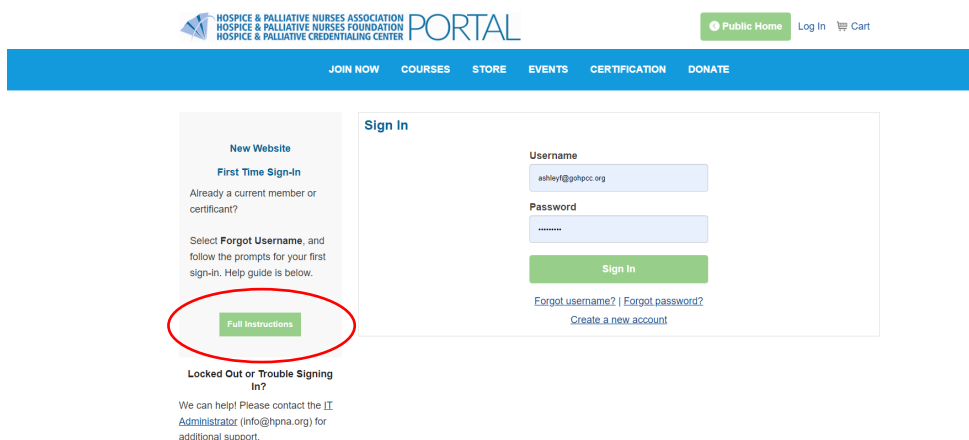 HOSPICE & PALLIATIVE NURSES ASSOCIATION
HOSPICE & PALLIATIVE NURSES FOUNDATION
HOSPICE & PALLIATIVE CREDENTIALING CENTER
PORTAL
Public Home
Log In
Cart
JOIN NOW COURSES STORE EVENTS CERTIFICATION DONATE
New Website
First Time Sign-In
Already a current member or
certificant?
Select Forgot Username, and
follow the prompts for your first
sign-in. Help guide is below.
Full Instructions
Locked Out or Trouble Signing
In?
We can help! Please contact the IT
Administrator (info@hpna.org) for
additional support.
Sign In
Username
ashleyf@gohpcc.org
Password
•••••••••
Sign In
Forgot username? | Forgot password?
Create a new account